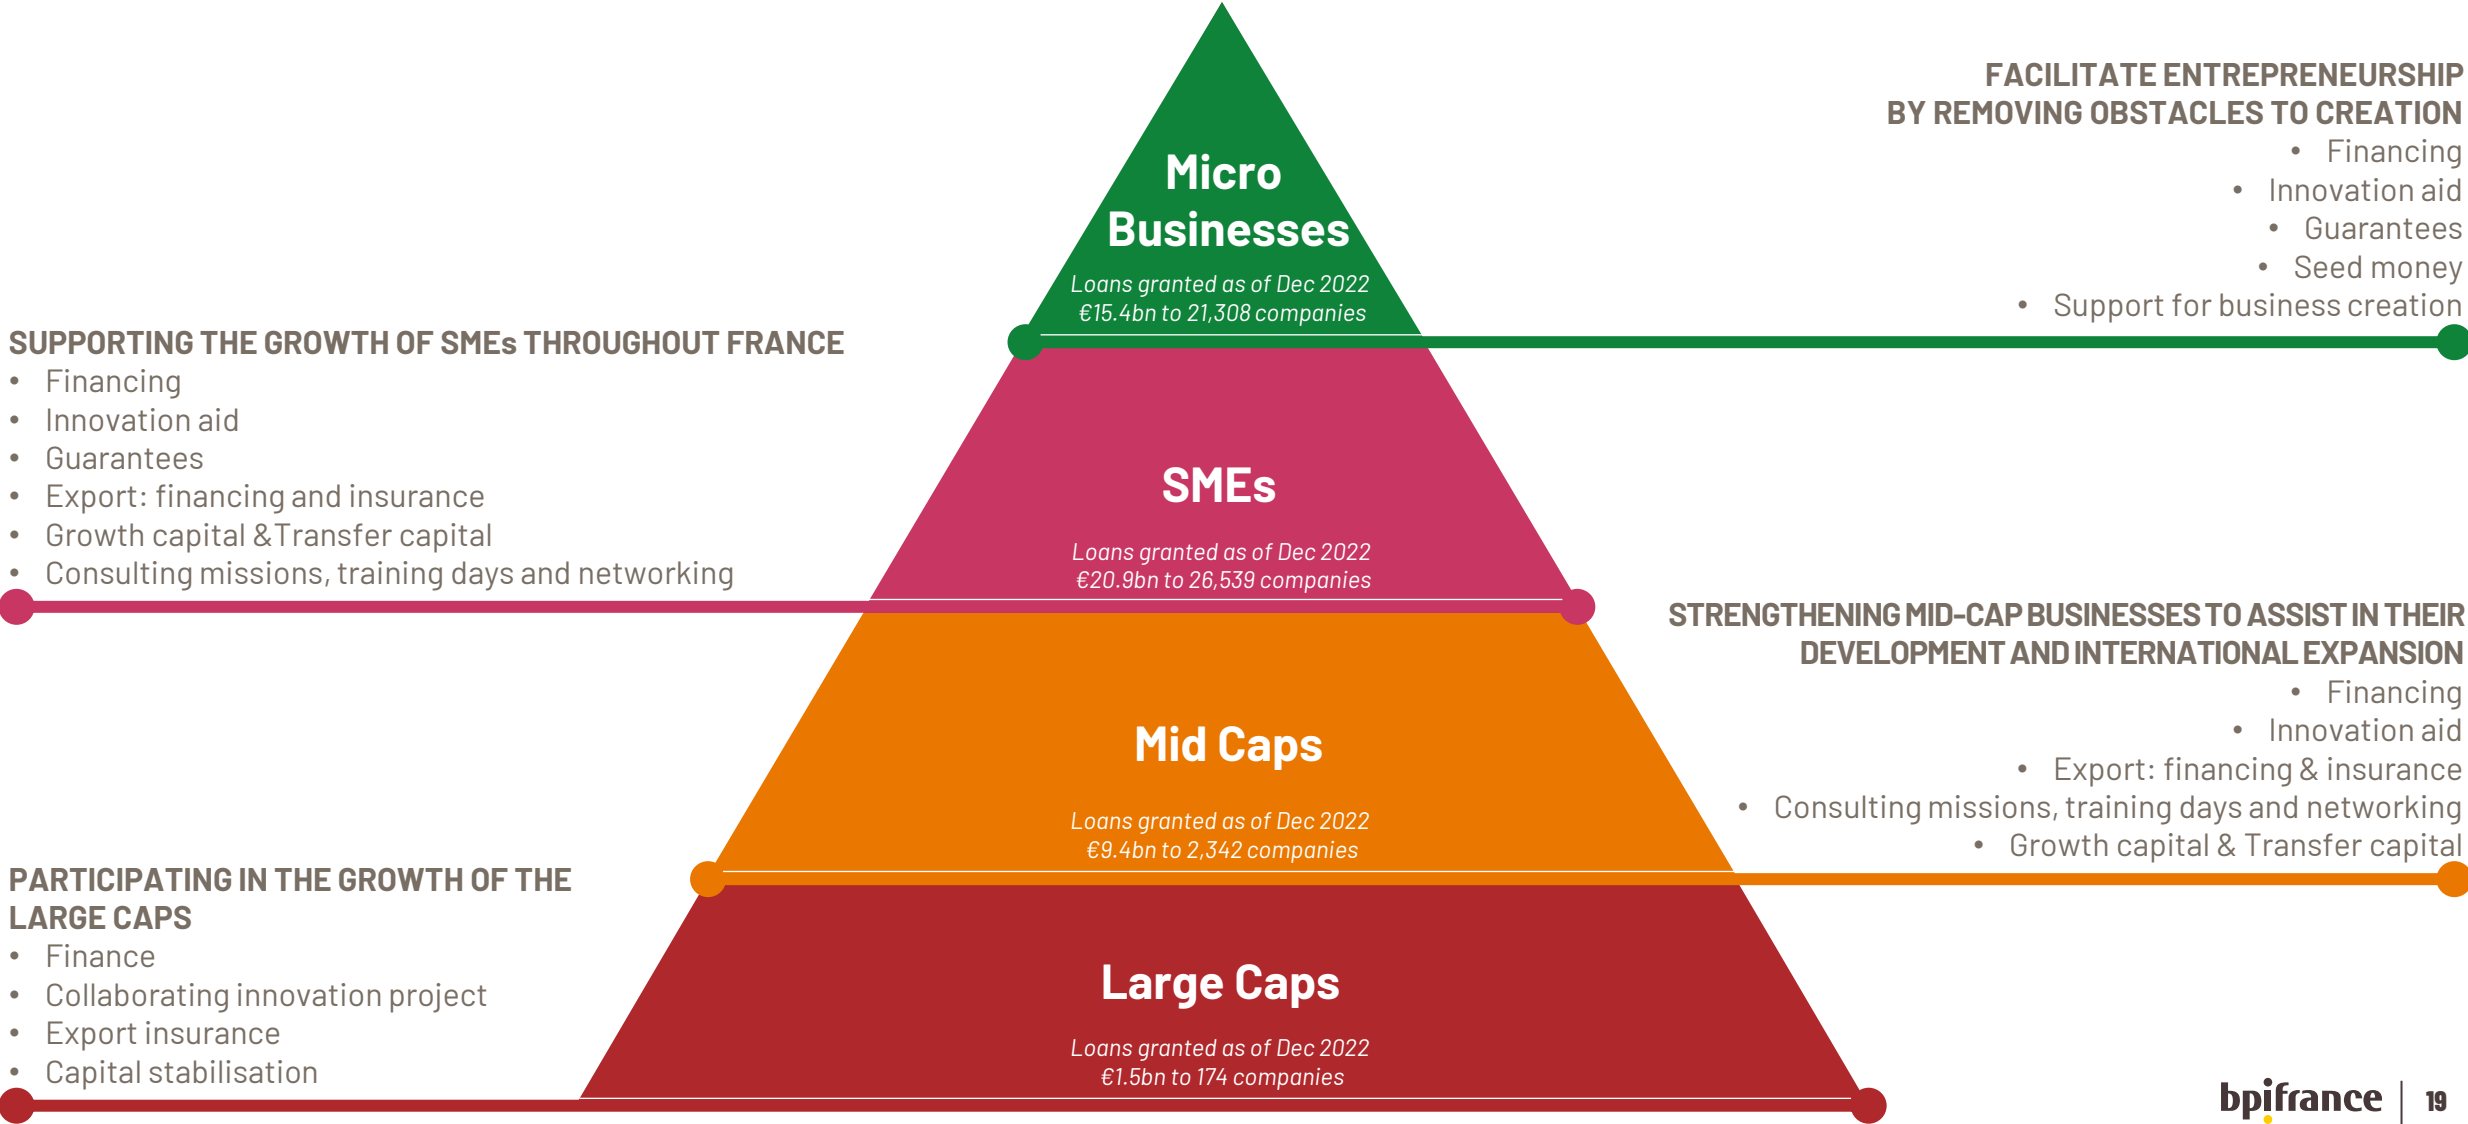 Micro
Businesses
Loans granted as of Dec 2022
€15.4bn to 21,308 companies
FACILITATE ENTREPRENEURSHIP
BY REMOVING OBSTACLES TO CREATION
• Financing
• Innovation aid
• Guarantees
• Seed money
• Support for business creation
SUPPORTING THE GROWTH OF SMEs THROUGHOUT FRANCE
• Financing
• Innovation aid
• Guarantees
• Export: financing and insurance
• Growth capital &Transfer capital
• Consulting missions, training days and networking
SMEs
Loans granted as of Dec 2022
€20.9bn to 26,539 companies
STRENGTHENING MID-CAP BUSINESSES TO ASSIST IN THEIR
DEVELOPMENT AND INTERNATIONAL EXPANSION
• Financing
• Innovation aid
• Export: financing & insurance
• Consulting missions, training days and networking
• Growth capital & Transfer capital
Mid Caps
Loans granted as of Dec 2022
€9.4bn to 2,342 companies
PARTICIPATING IN THE GROWTH OF THE
LARGE CAPS
• Finance
• Collaborating innovation project
• Export insurance
• Capital stabilisation
Large Caps
Loans granted as of Dec 2022
€1.5bn to 174 companies
bpifrance | 19